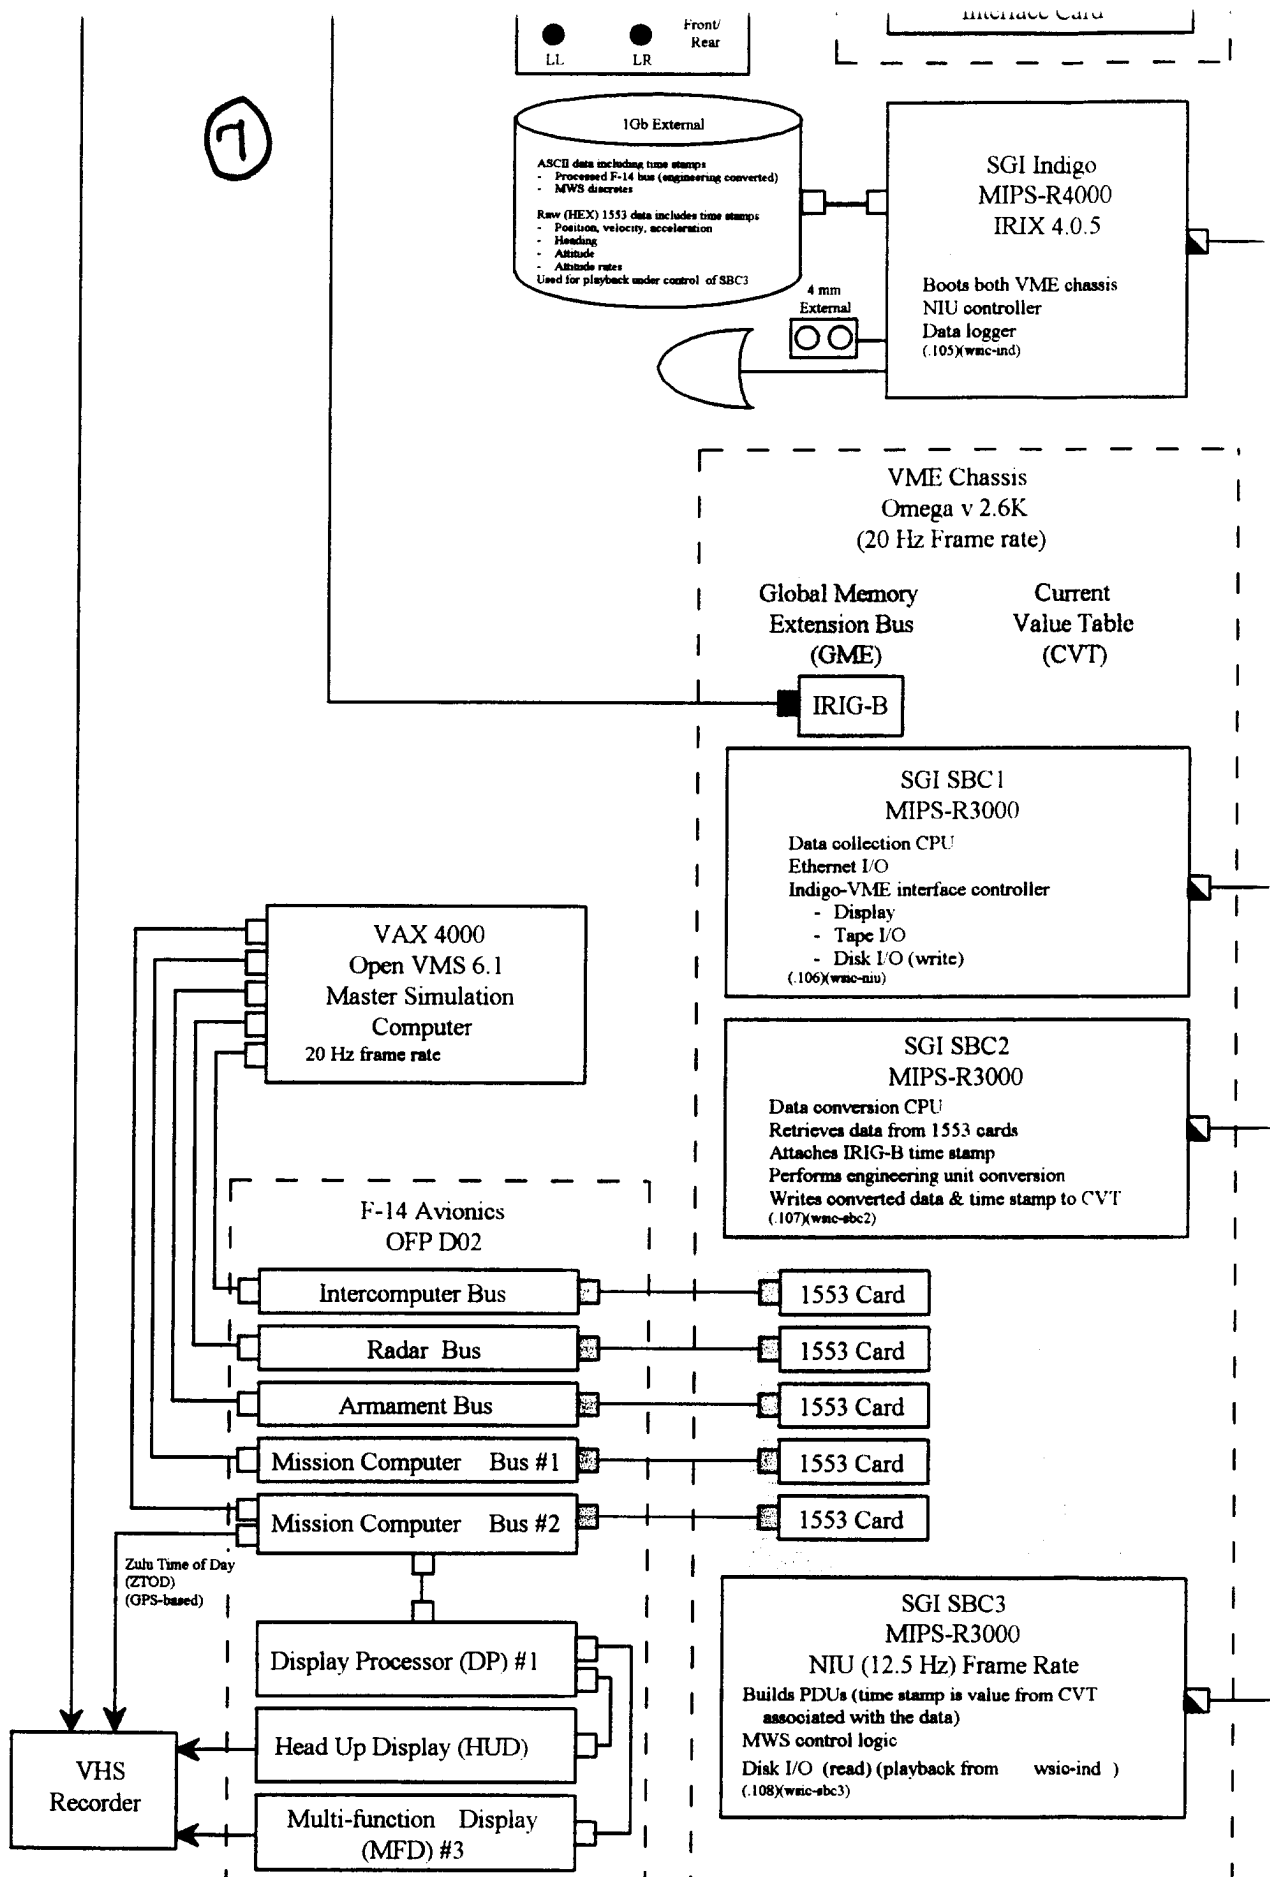 Front/
Rear
LL
LR
Interface Card
7
1Gb External
ASCII data including time stamps
- Processed F-14 bus (engineering converted)
- MWS discretes
Raw (HEX) 1553 data includes time stamps
- Position, velocity, acceleration
- Heading
- Attitude
- Attitude rates
Used for playback under control of SBC3
4 mm
External
SGI Indigo
MIPS-R4000
IRIX 4.0.5
Boots both VME chassis
NIU controller
Data logger
(.105)(wsic-ind)
VME Chassis
Omega v 2.6K
(20 Hz Frame rate)
Global Memory
Extension Bus
(GME)
Current
Value Table
(CVT)
IRIG-B
SGI SBC1
MIPS-R3000
Data collection CPU
Ethernet I/O
Indigo-VME interface controller
- Display
- Tape I/O
- Disk I/O (write)
(.106)(wsic-niu)
VAX 4000
Open VMS 6.1
Master Simulation
Computer
20 Hz frame rate
SGI SBC2
MIPS-R3000
Data conversion CPU
Retrieves data from 1553 cards
Attaches IRIG-B time stamp
Performs engineering unit conversion
Writes converted data & time stamp to CVT
(.107)(wsic-sbc2)
F-14 Avionics
OFP D02
Intercomputer Bus
1553 Card
Radar Bus
1553 Card
Armament Bus
1553 Card
Mission Computer Bus #1
1553 Card
Mission Computer Bus #2
1553 Card
Zulu Time of Day
(ZTOD)
(GPS-based)
Display Processor (DP) #1
Head Up Display (HUD)
Multi-function Display
(MFD) #3
VHS
Recorder
SGI SBC3
MIPS-R3000
NIU (12.5 Hz) Frame Rate
Builds PDUs (time stamp is value from CVT
associated with the data)
MWS control logic
Disk I/O (read) (playback from wsic-ind )
(.108)(wsic-sbc3)